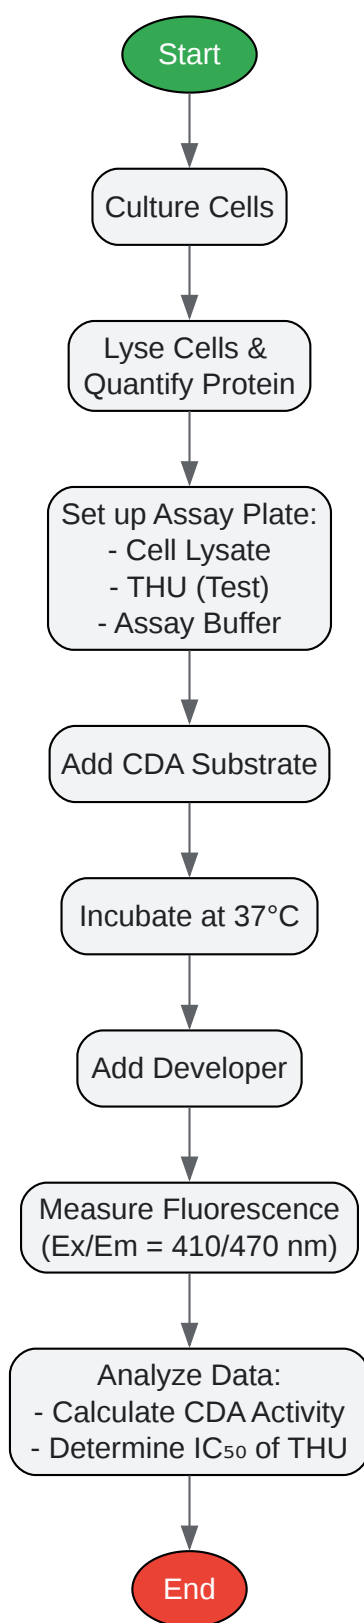 Start
Culture Cells
Lyse Cells &
Quantify Protein
Set up Assay Plate:
- Cell Lysate
- THU (Test)
- Assay Buffer
Add CDA Substrate
Incubate at 37°C
Add Developer
Measure Fluorescence
(Ex/Em = 410/470 nm)
Analyze Data:
- Calculate CDA Activity
- Determine IC₅₀ of THU
End